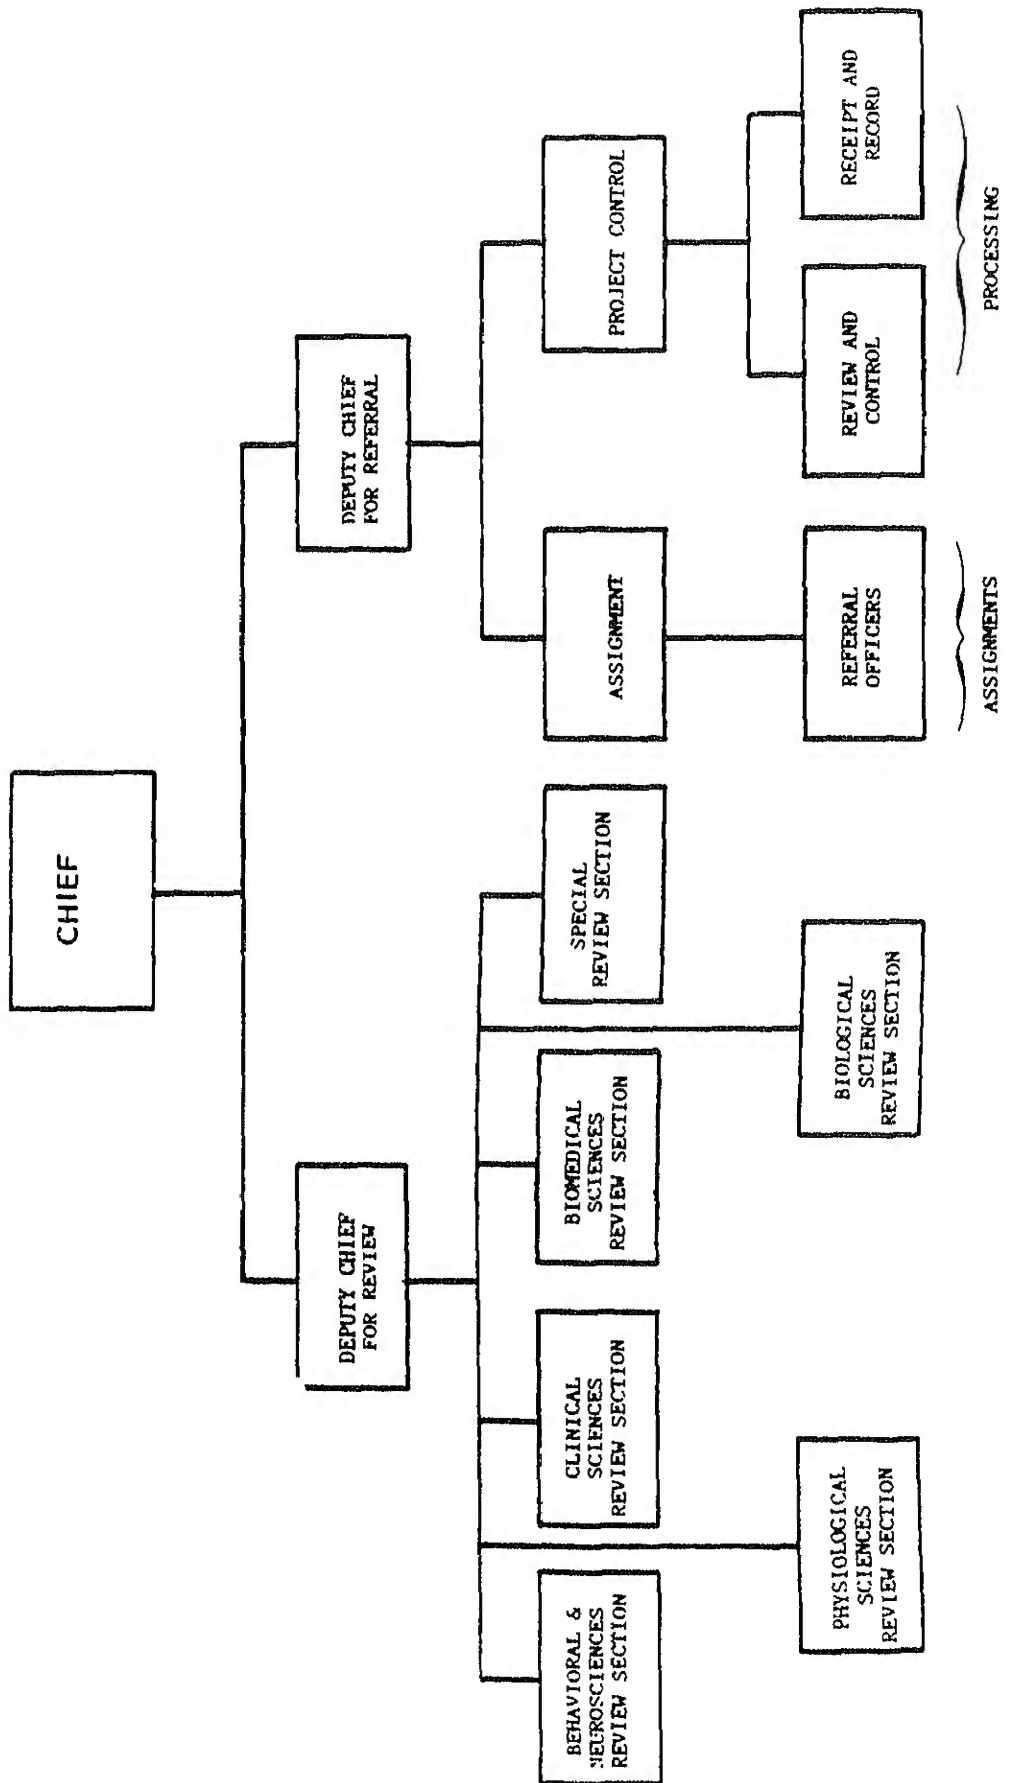 CHIEF
DEPUTY CHIEF
FOR REVIEW
DEPUTY CHIEF
FOR REFERRAL
BEHAVIORAL &
NEUROSCIENCES
REVIEW SECTION
CLINICAL
SCIENCES
REVIEW SECTION
BIOMEDICAL
SCIENCES
REVIEW SECTION
SPECIAL
REVIEW SECTION
ASSIGNMENT
PROJECT CONTROL
PHYSIOLOGICAL
SCIENCES
REVIEW SECTION
BIOLOGICAL
SCIENCES
REVIEW SECTION
REFERRAL
OFFICERS
REVIEW AND
CONTROL
RECEIPT AND
RECORD
ASSIGNMENTS
PROCESSING